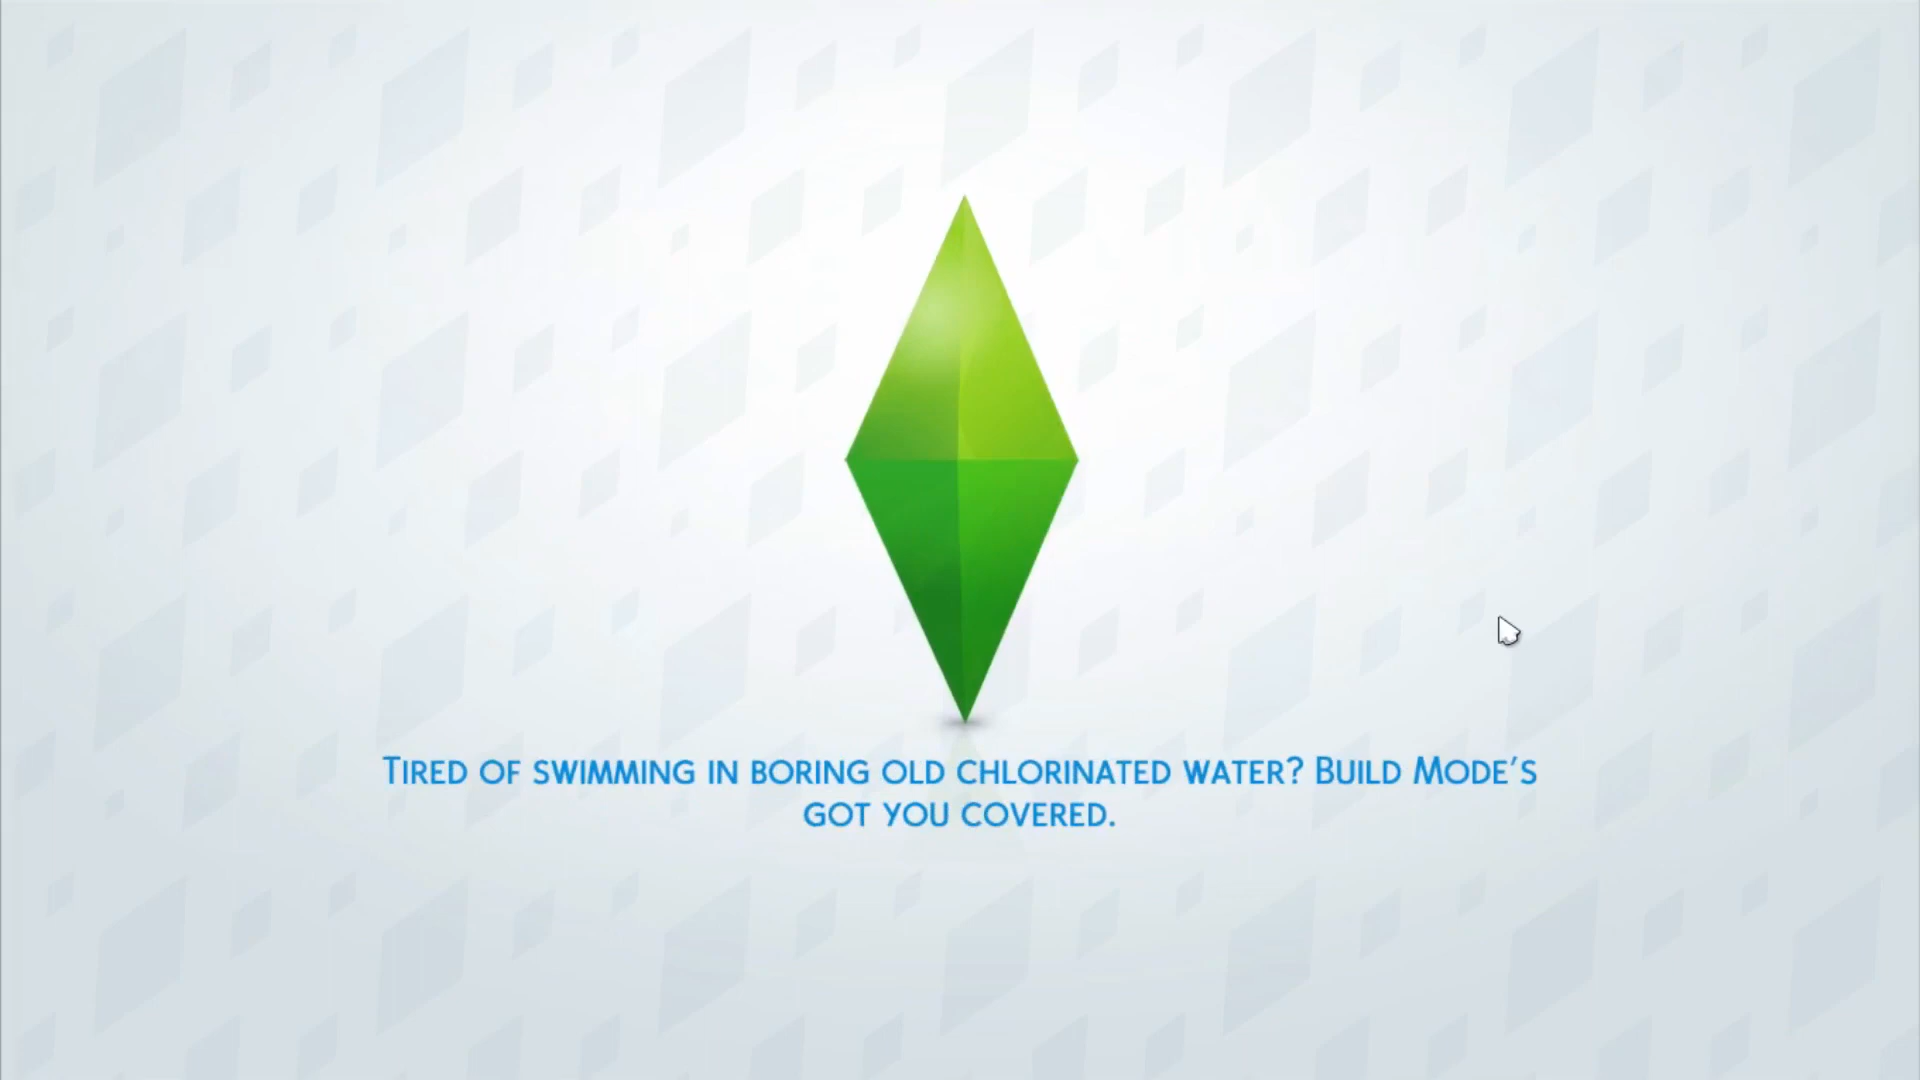 Tired of swimming in boring old chlorinated water? Build Mode's
got you covered.